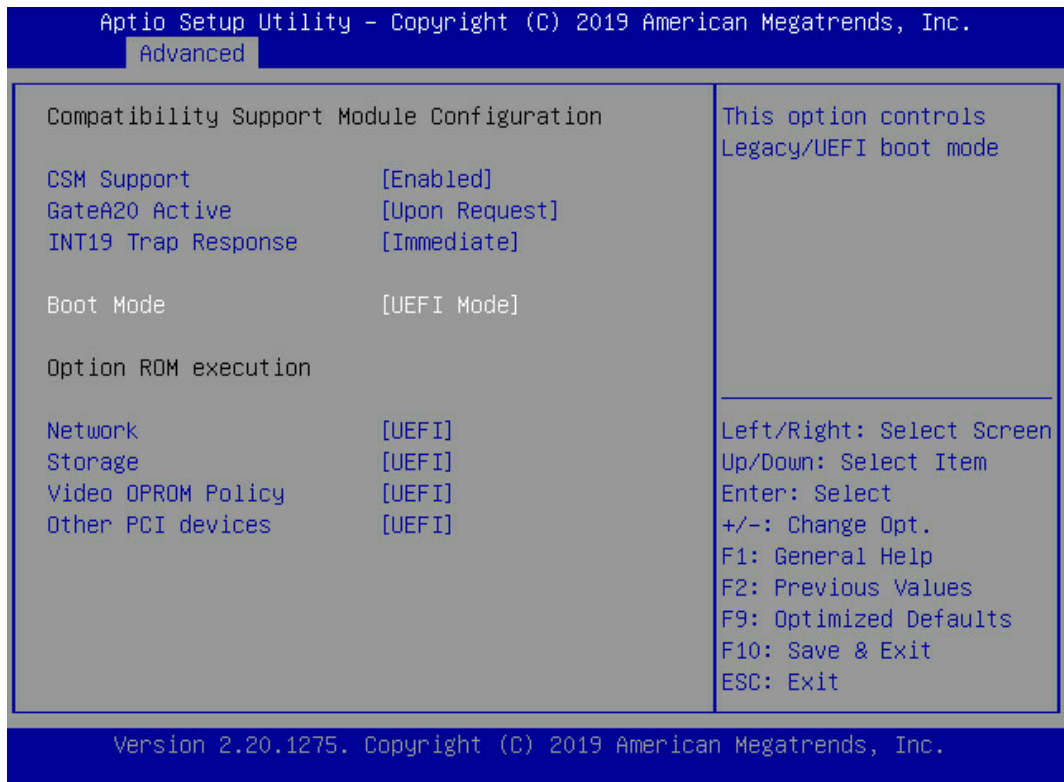 Aptio Setup Utility – Copyright (C) 2019 American Megatrends, Inc.
Advanced
Compatibility Support Module Configuration
CSM Support [Enabled]
GateA20 Active [Upon Request]
INT19 Trap Response [Immediate]
Boot Mode [UEFI Mode]
Option ROM execution
Network [UEFI]
Storage [UEFI]
Video OPROM Policy [UEFI]
Other PCI devices [UEFI]
This option controls
Legacy/UEFI boot mode
Left/Right: Select Screen
Up/Down: Select Item
Enter: Select
+/-: Change Opt.
F1: General Help
F2: Previous Values
F9: Optimized Defaults
F10: Save & Exit
ESC: Exit
Version 2.20.1275. Copyright (C) 2019 American Megatrends, Inc.